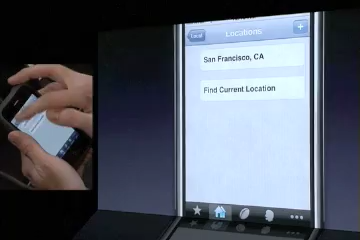 Local
Locations
+
San Francisco, CA
Find Current Location